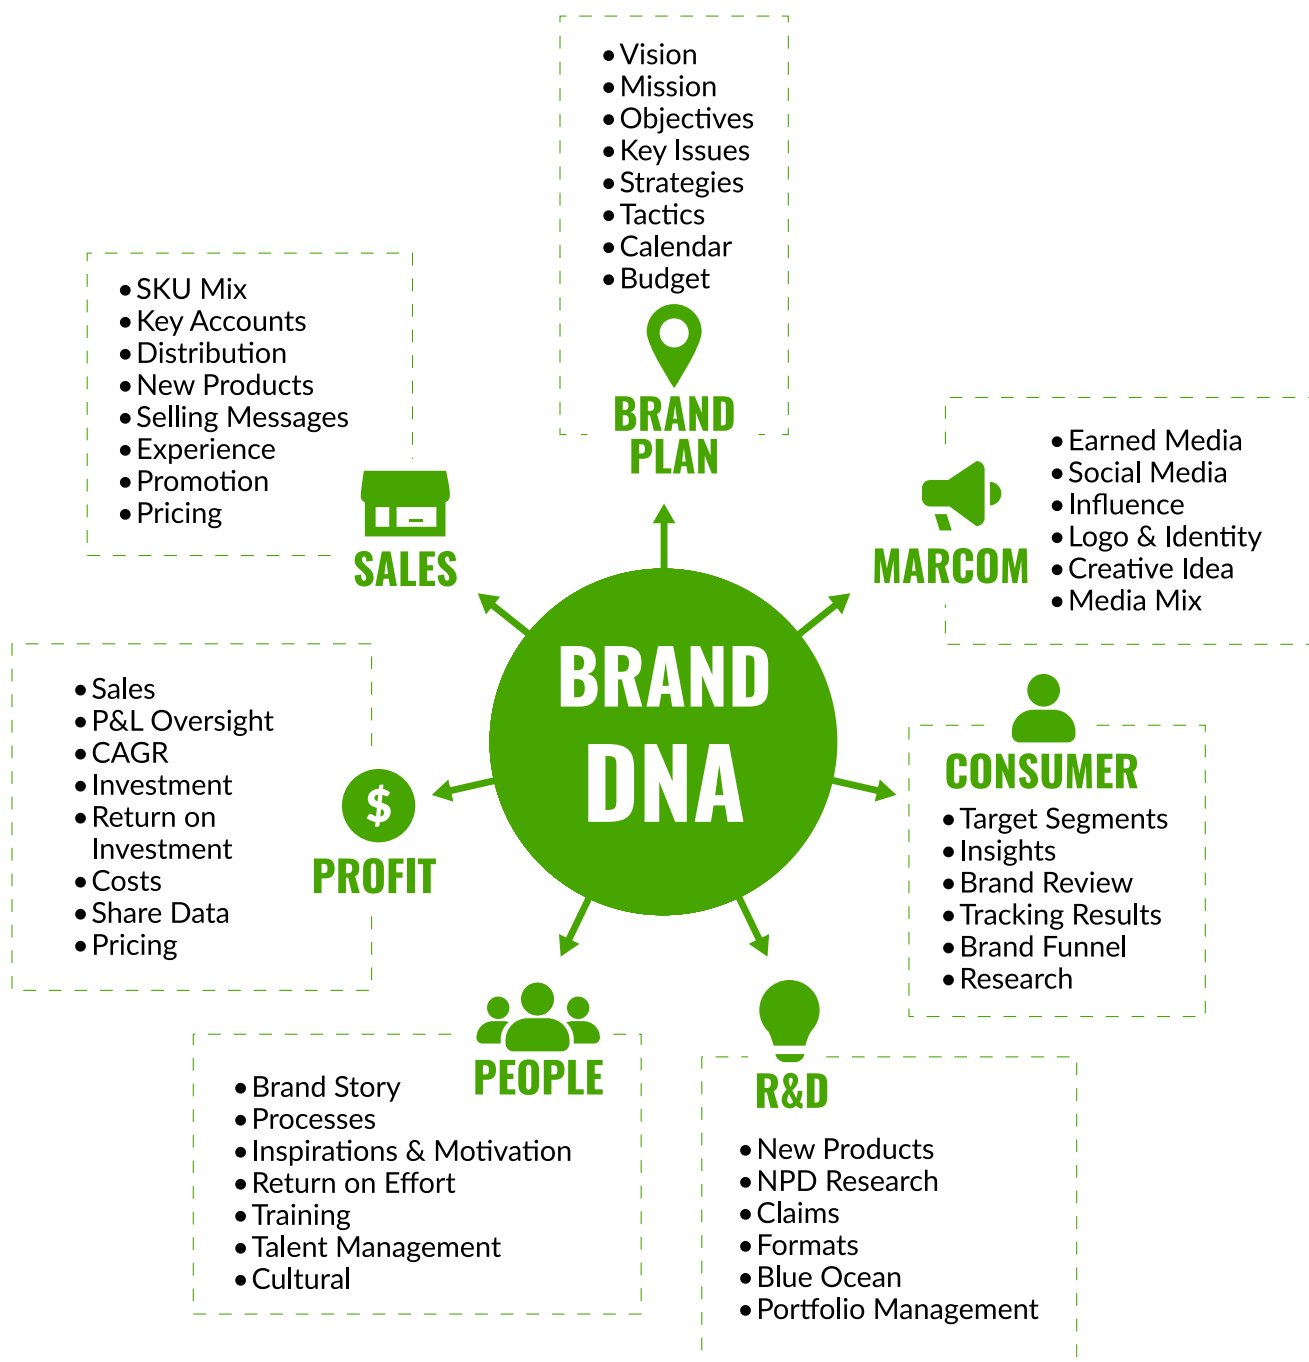 • Vision
• Mission
• Objectives
• Key Issues
• Strategies
• Tactics
• Calendar
• Budget
BRAND
PLAN
• SKU Mix
• Key Accounts
• Distribution
• New Products
• Selling Messages
• Experience
• Promotion
• Pricing
SALES
• Earned Media
• Social Media
• Influence
• Logo & Identity
• Creative Idea
• Media Mix
MARCOM
BRAND
DNA
• Sales
• P&L Oversight
• CAGR
• Investment
• Return on
Investment
• Costs
• Share Data
• Pricing
$
PROFIT
CONSUMER
• Target Segments
• Insights
• Brand Review
• Tracking Results
• Brand Funnel
• Research
PEOPLE
• Brand Story
• Processes
• Inspirations & Motivation
• Return on Effort
• Training
• Talent Management
• Cultural
R&D
• New Products
• NPD Research
• Claims
• Formats
• Blue Ocean
• Portfolio Management